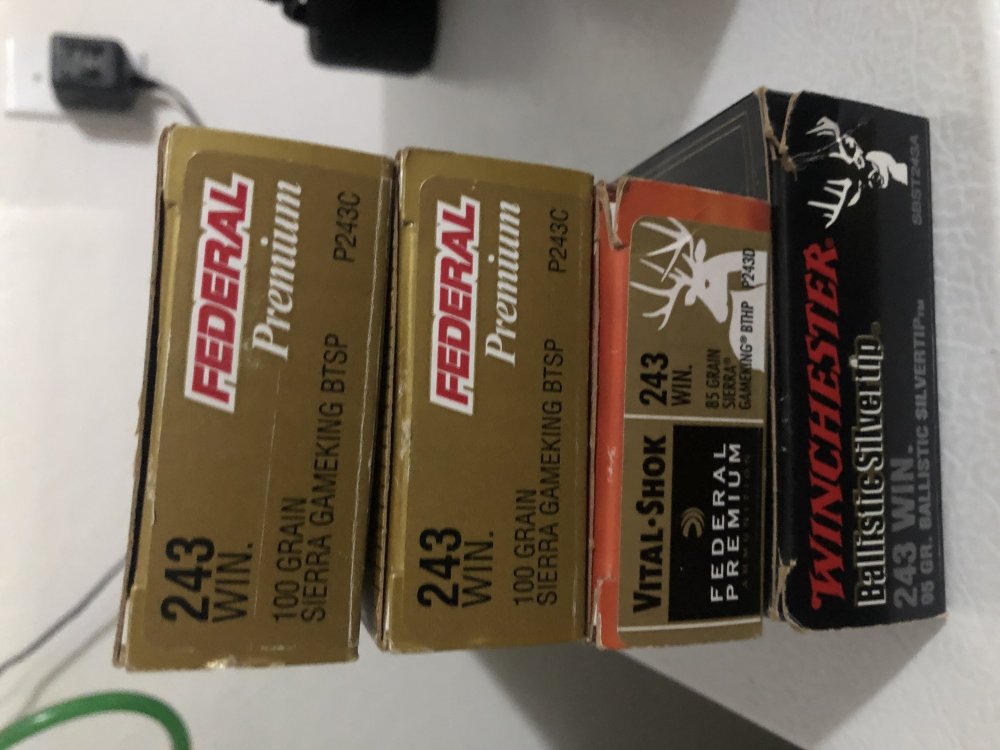 FEDERAL
Premium
243
WIN.
P243C
100 GRAIN
SIERRA GAMEKING BTSP
FEDERAL
Premium
243
WIN.
P243C
100 GRAIN
SIERRA GAMEKING BTSP
VITAL•SHOK
243
WIN.
FEDERAL
PREMIUM
AMMUNITION
85 GRAIN
SIERRA®
GAMEKING® BTHP P243D
WINCHESTER®
Ballistic Silvertip®
243 WIN.
SBST243A
95 GR. BALLISTIC SILVERTIP™